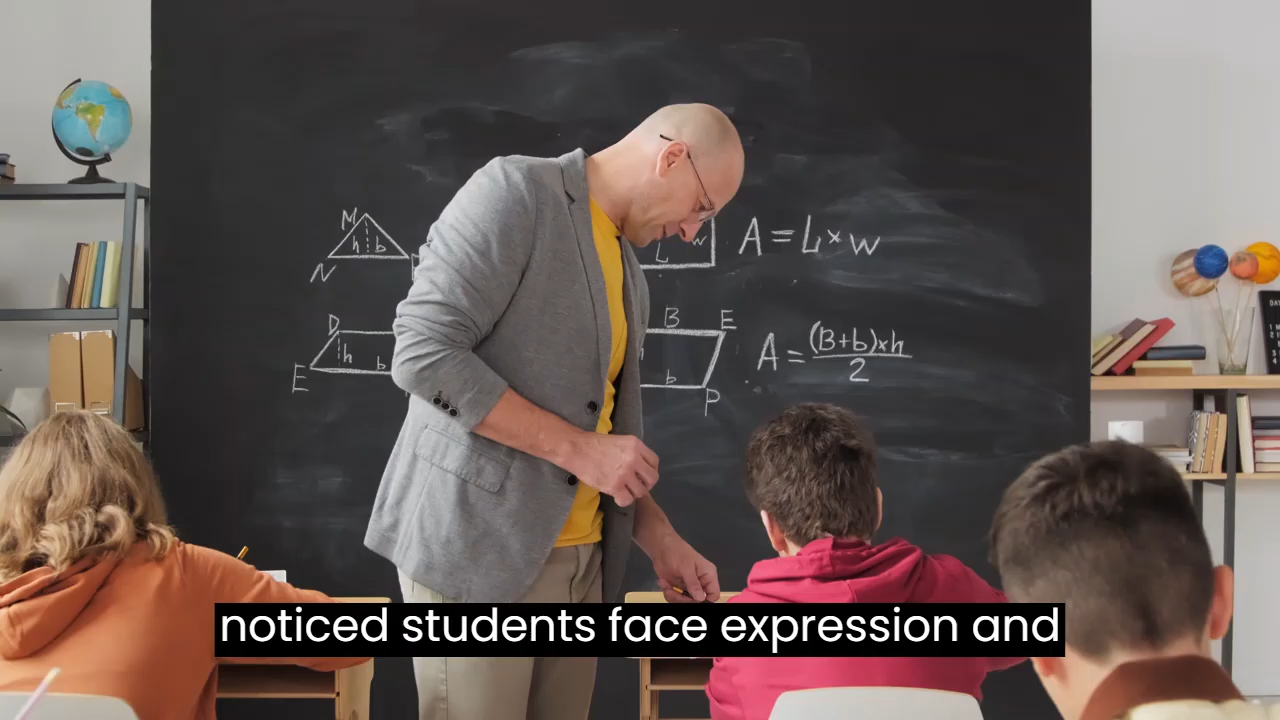 M
h b
N
w
L
A=L×w
D
h
b
E
B E
b
P
A=(B+b)×h
2
noticed students face expression and